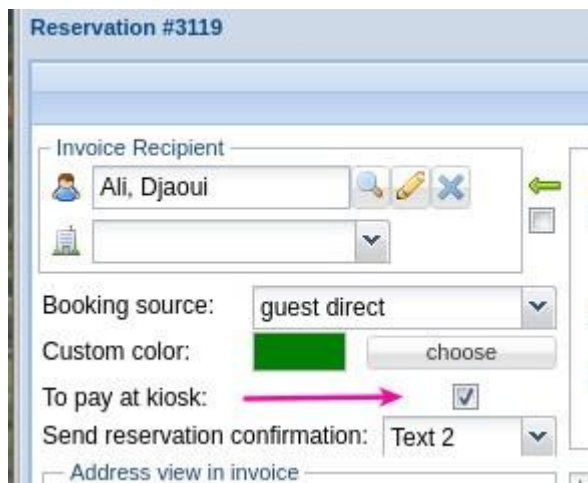 Reservation #3119
Invoice Recipient
Ali, Djaoui
Booking source: guest direct
Custom color: choose
To pay at kiosk:
Send reservation confirmation: Text 2
Address view in invoice